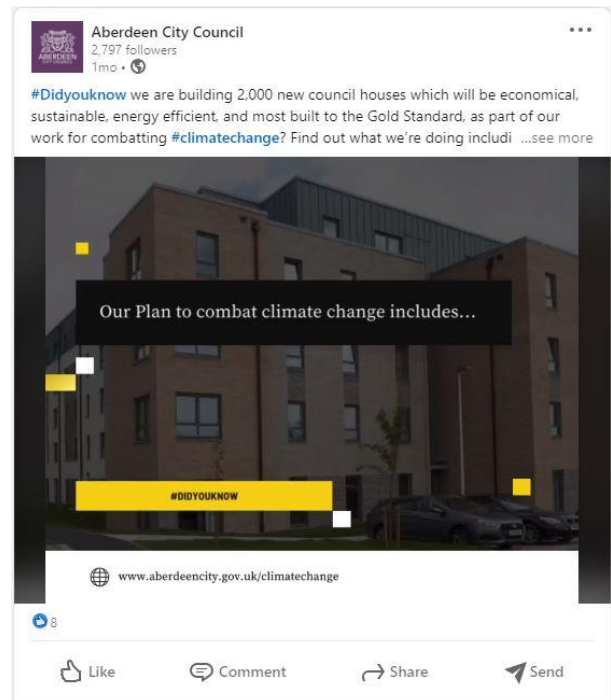 Aberdeen City Council
2,797 followers
1mo •
#Didyouknow we are building 2,000 new council houses which will be economical,
sustainable, energy efficient, and most built to the Gold Standard, as part of our
work for combatting #climatechange? Find out what we're doing includi ...see more
Our Plan to combat climate change includes...
#DIDYOUKNOW
www.aberdeencity.gov.uk/climatechange
8
Like Comment Share Send